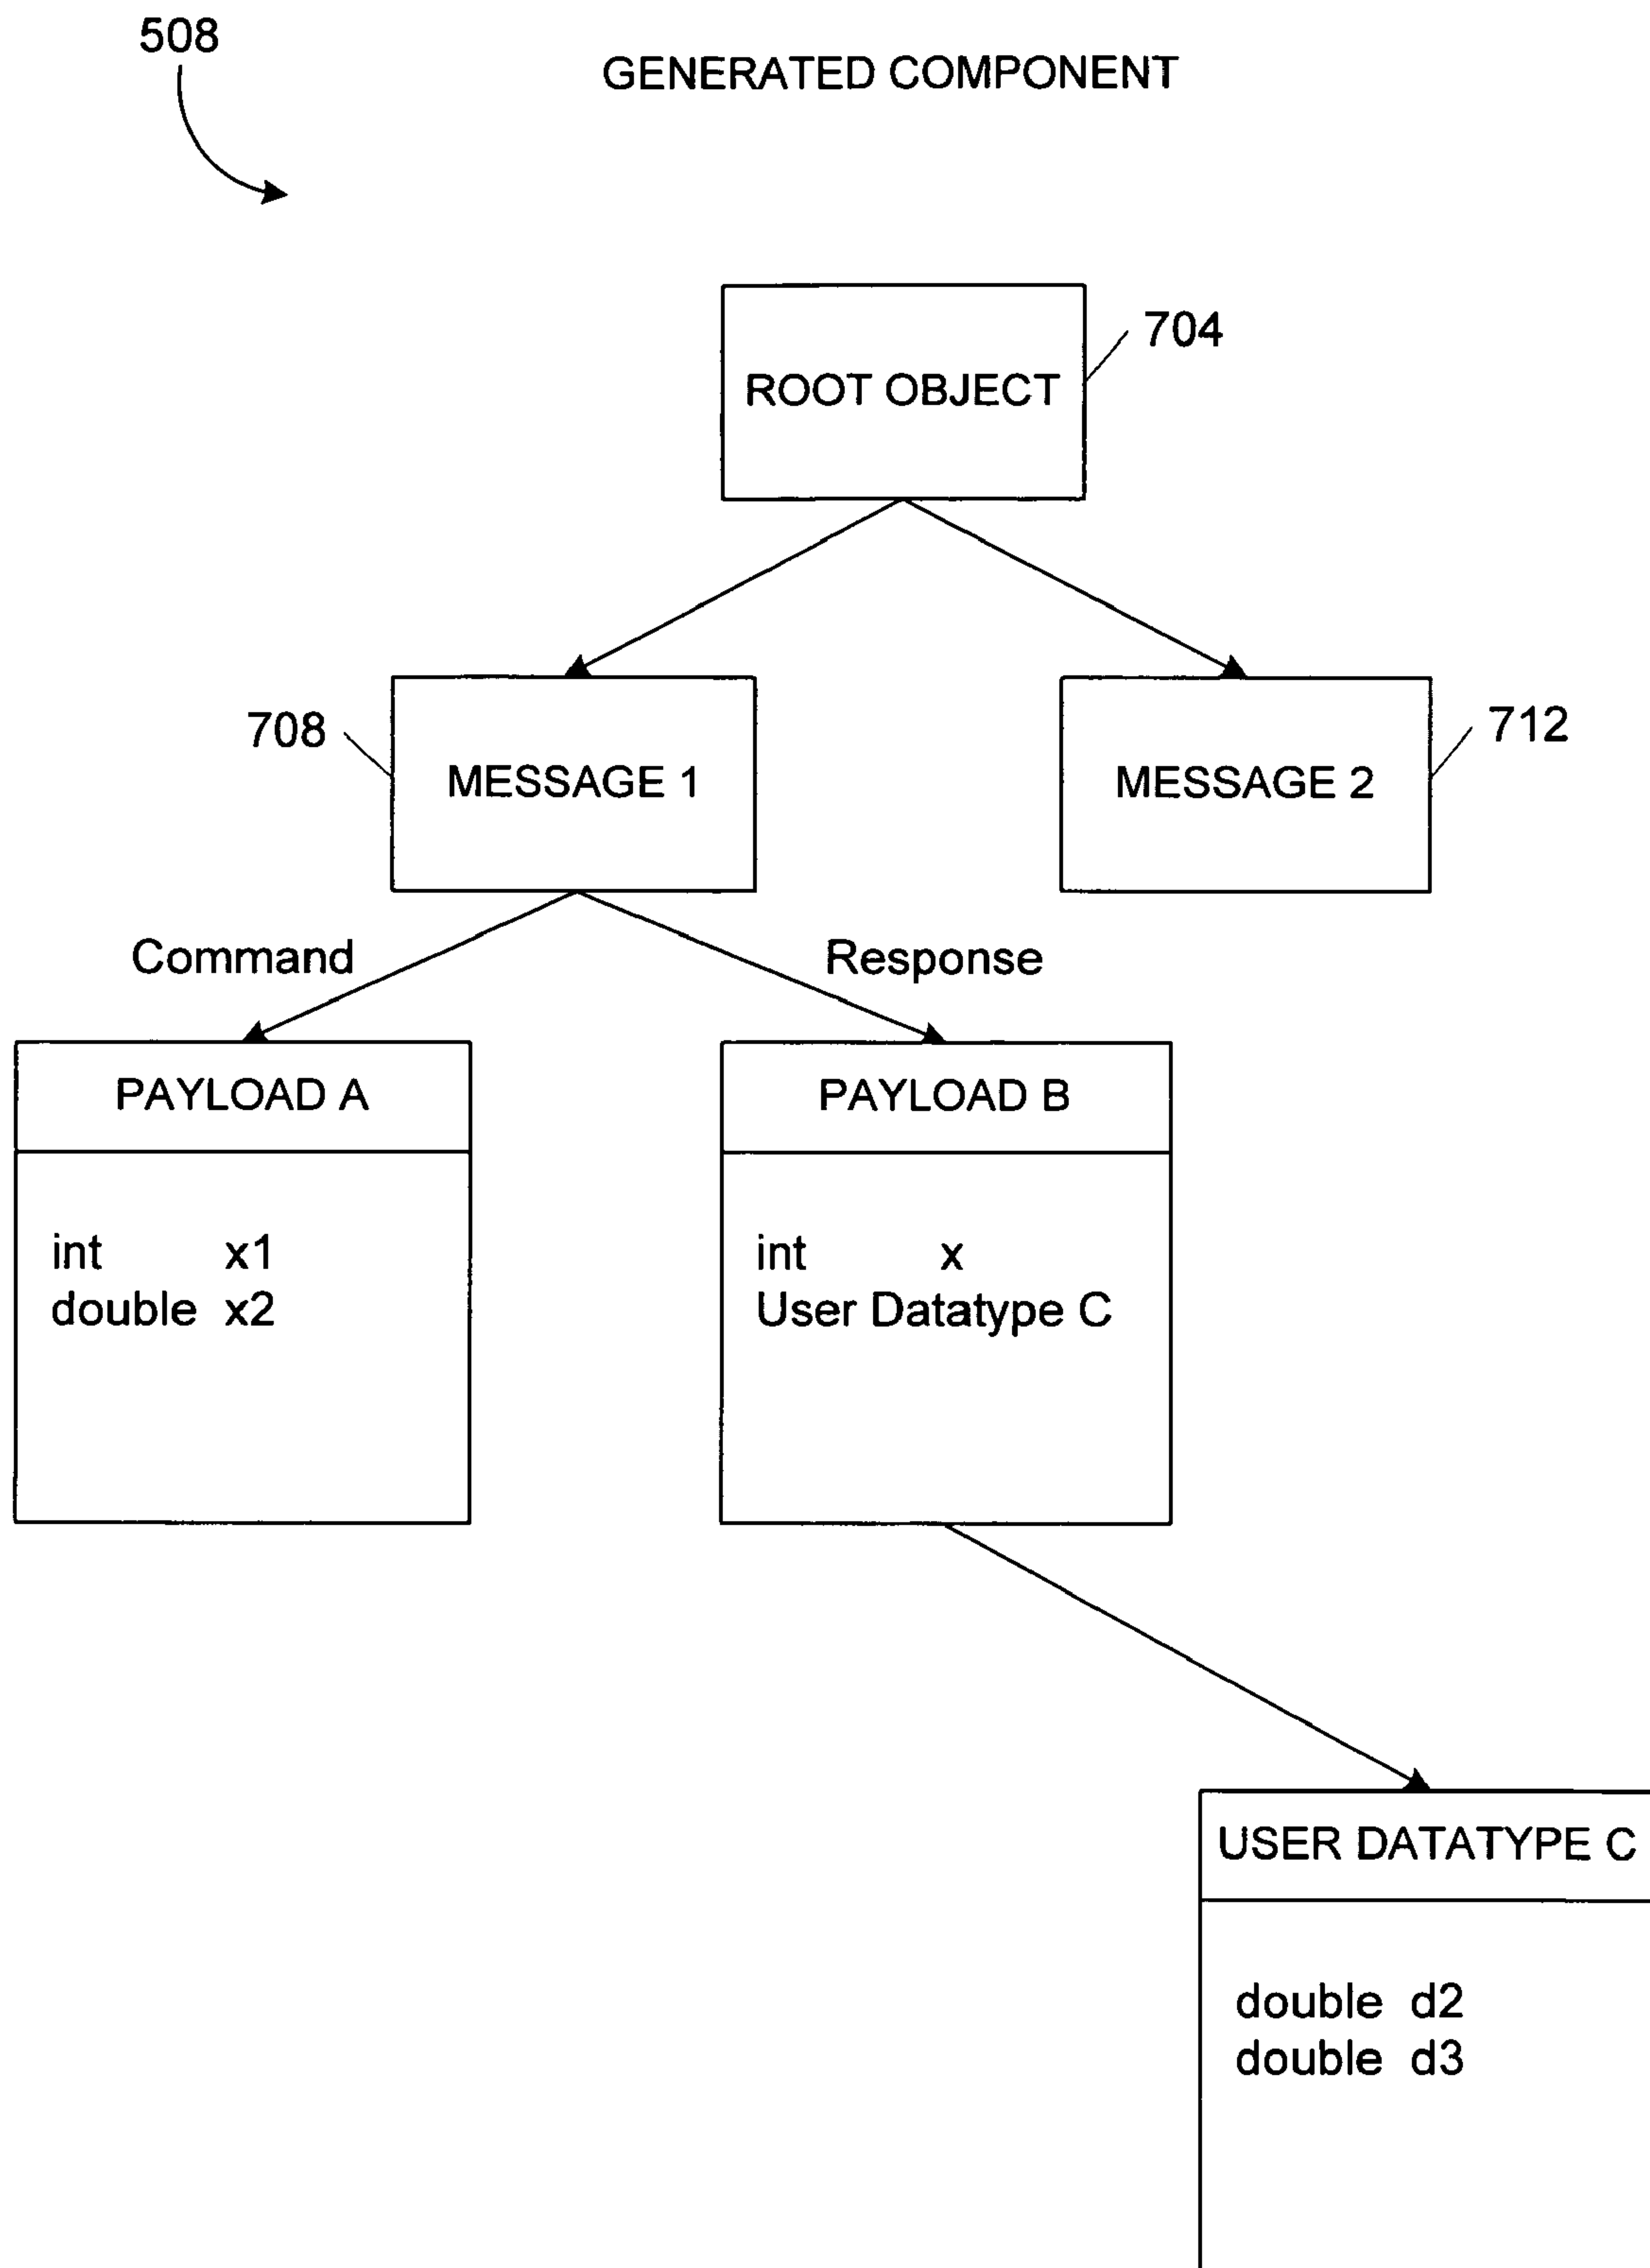 508
GENERATED COMPONENT
704
ROOT OBJECT
708
MESSAGE 1
712
MESSAGE 2
Command
Response
PAYLOAD A
int x1
double x2
PAYLOAD B
int x
User Datatype C
USER DATATYPE C
double d2
double d3